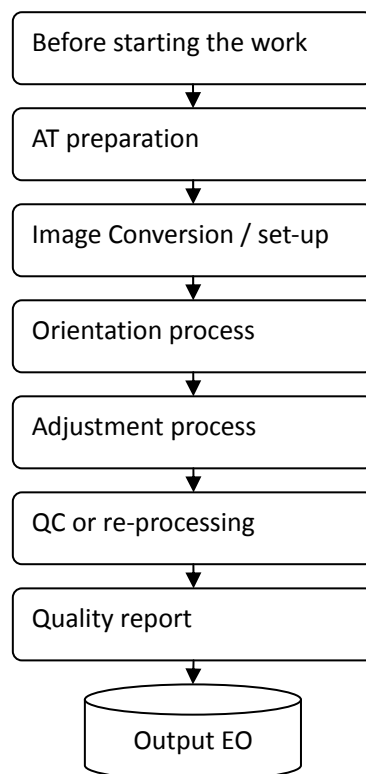 Before starting the work
AT preparation
Image Conversion / set-up
Orientation process
Adjustment process
QC or re-processing
Quality report
Output EO